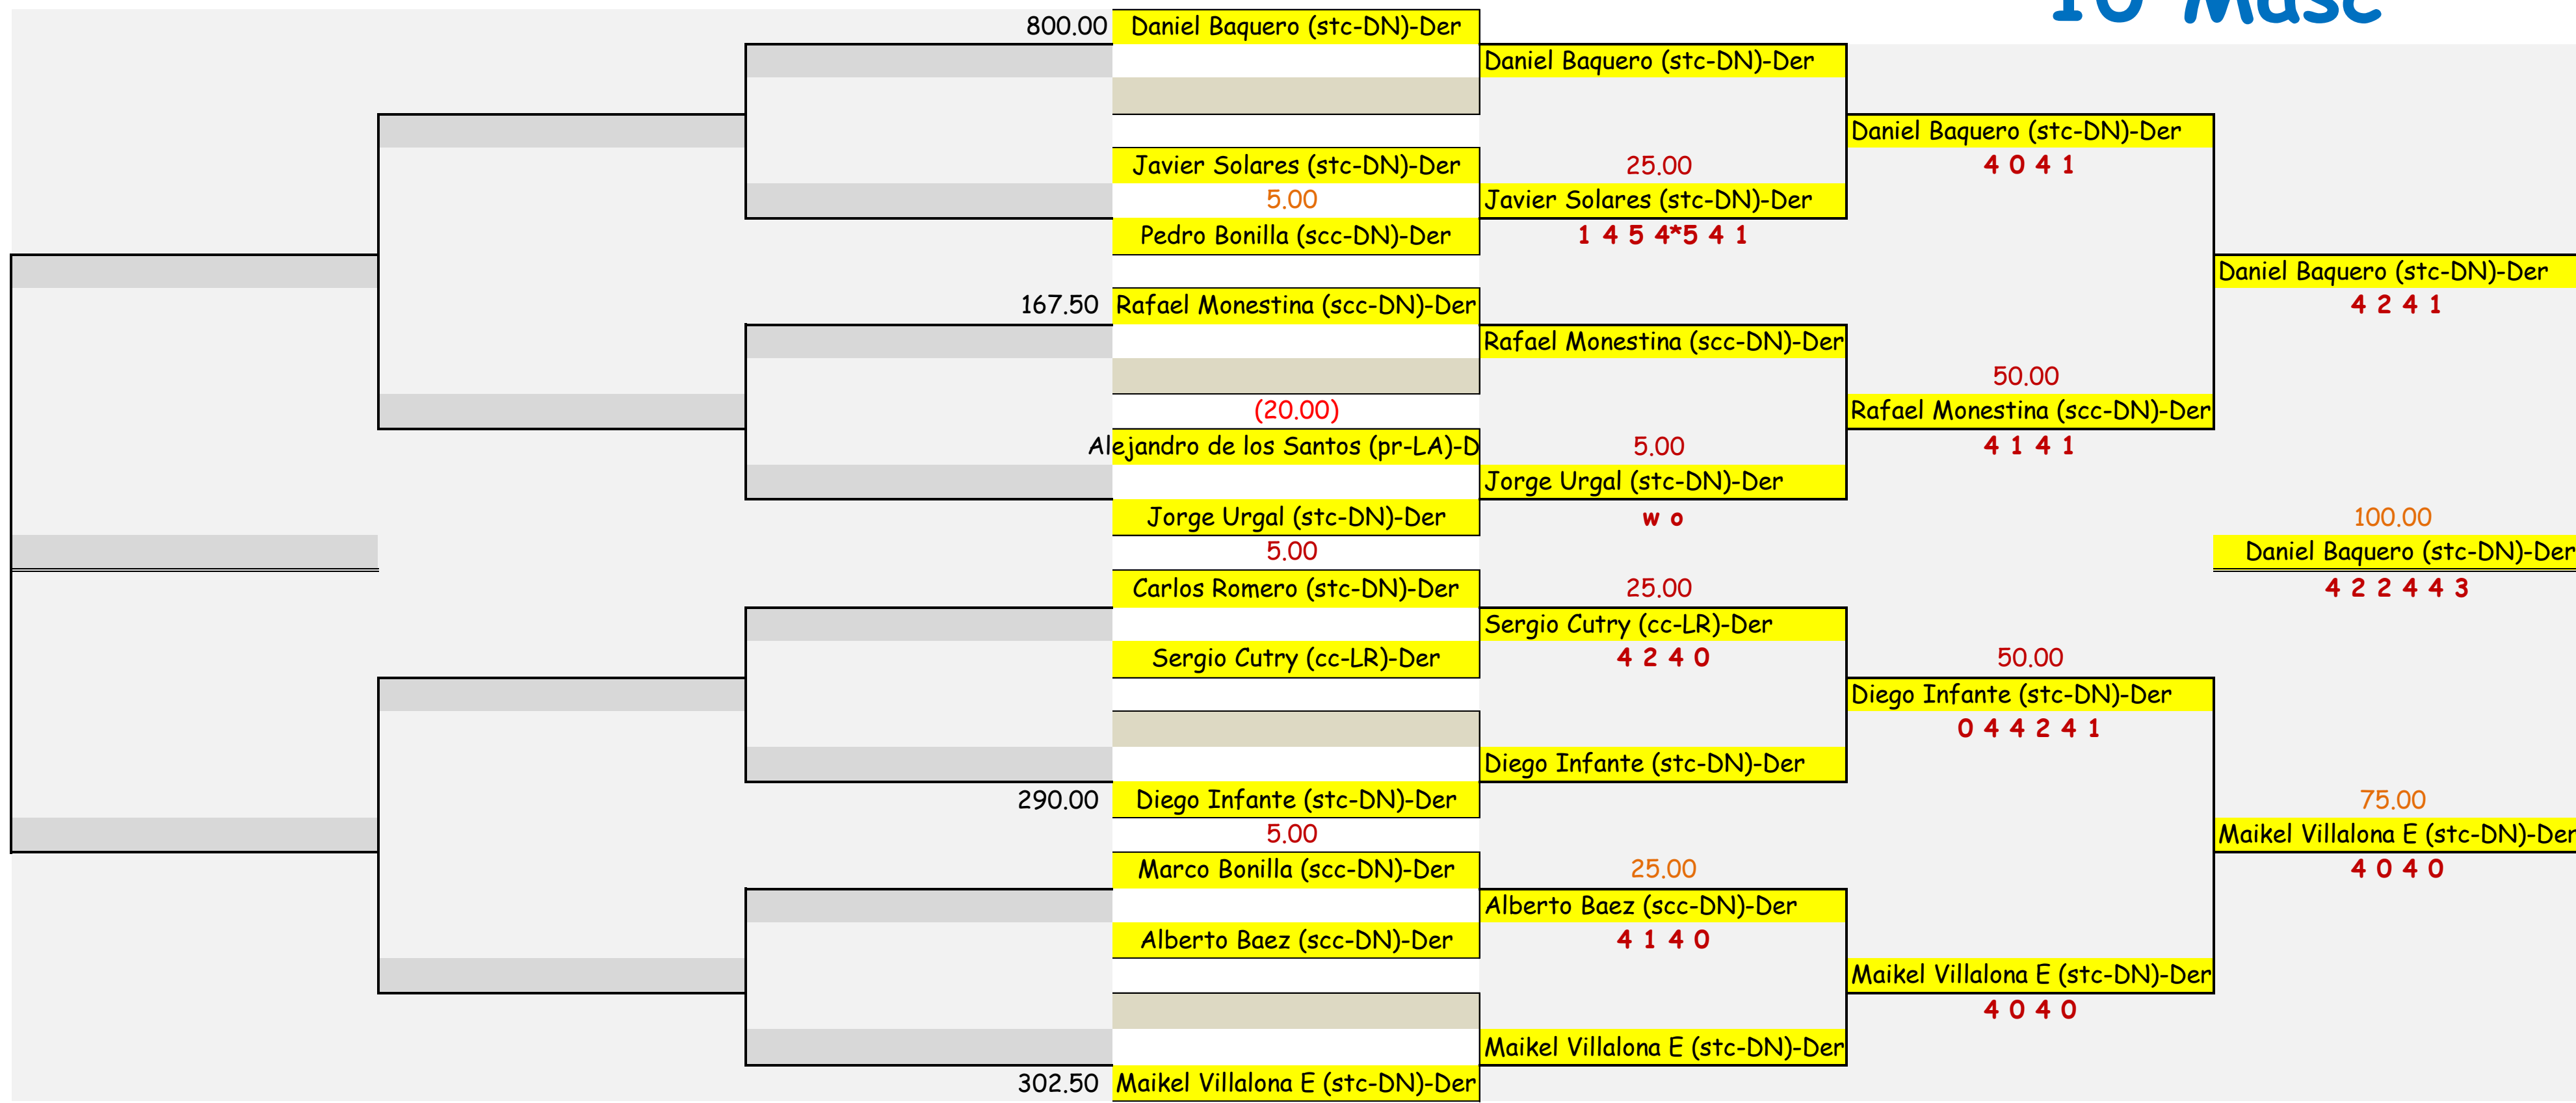 10 Masc
800.00
Daniel Baquero (stc-DN)-Der
Daniel Baquero (stc-DN)-Der
Daniel Baquero (stc-DN)-Der
4 0 4 1
Javier Solares (stc-DN)-Der
25.00
5.00
Javier Solares (stc-DN)-Der
Pedro Bonilla (scc-DN)-Der
1 4 5 4*5 4 1
Daniel Baquero (stc-DN)-Der
4 2 4 1
167.50
Rafael Monestina (scc-DN)-Der
Rafael Monestina (scc-DN)-Der
50.00
(20.00)
Rafael Monestina (scc-DN)-Der
4 1 4 1
Alejandro de los Santos (pr-LA)-D
5.00
Jorge Urgal (stc-DN)-Der
Jorge Urgal (stc-DN)-Der
w o
100.00
5.00
Daniel Baquero (stc-DN)-Der
4 2 2 4 4 3
Carlos Romero (stc-DN)-Der
25.00
Sergio Cutry (cc-LR)-Der
Sergio Cutry (cc-LR)-Der
4 2 4 0
50.00
Diego Infante (stc-DN)-Der
0 4 4 2 4 1
Diego Infante (stc-DN)-Der
290.00
Diego Infante (stc-DN)-Der
75.00
5.00
Maikel Villalona E (stc-DN)-Der
4 0 4 0
Marco Bonilla (scc-DN)-Der
25.00
Alberto Baez (scc-DN)-Der
Alberto Baez (scc-DN)-Der
4 1 4 0
Maikel Villalona E (stc-DN)-Der
4 0 4 0
Maikel Villalona E (stc-DN)-Der
302.50
Maikel Villalona E (stc-DN)-Der